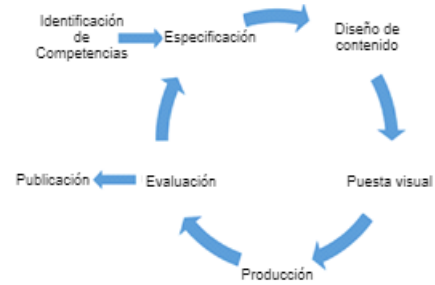 Identificación
de
Competencias
Especificación
Diseño de
contenido
Publicación
Evaluación
Puesta visual
Producción